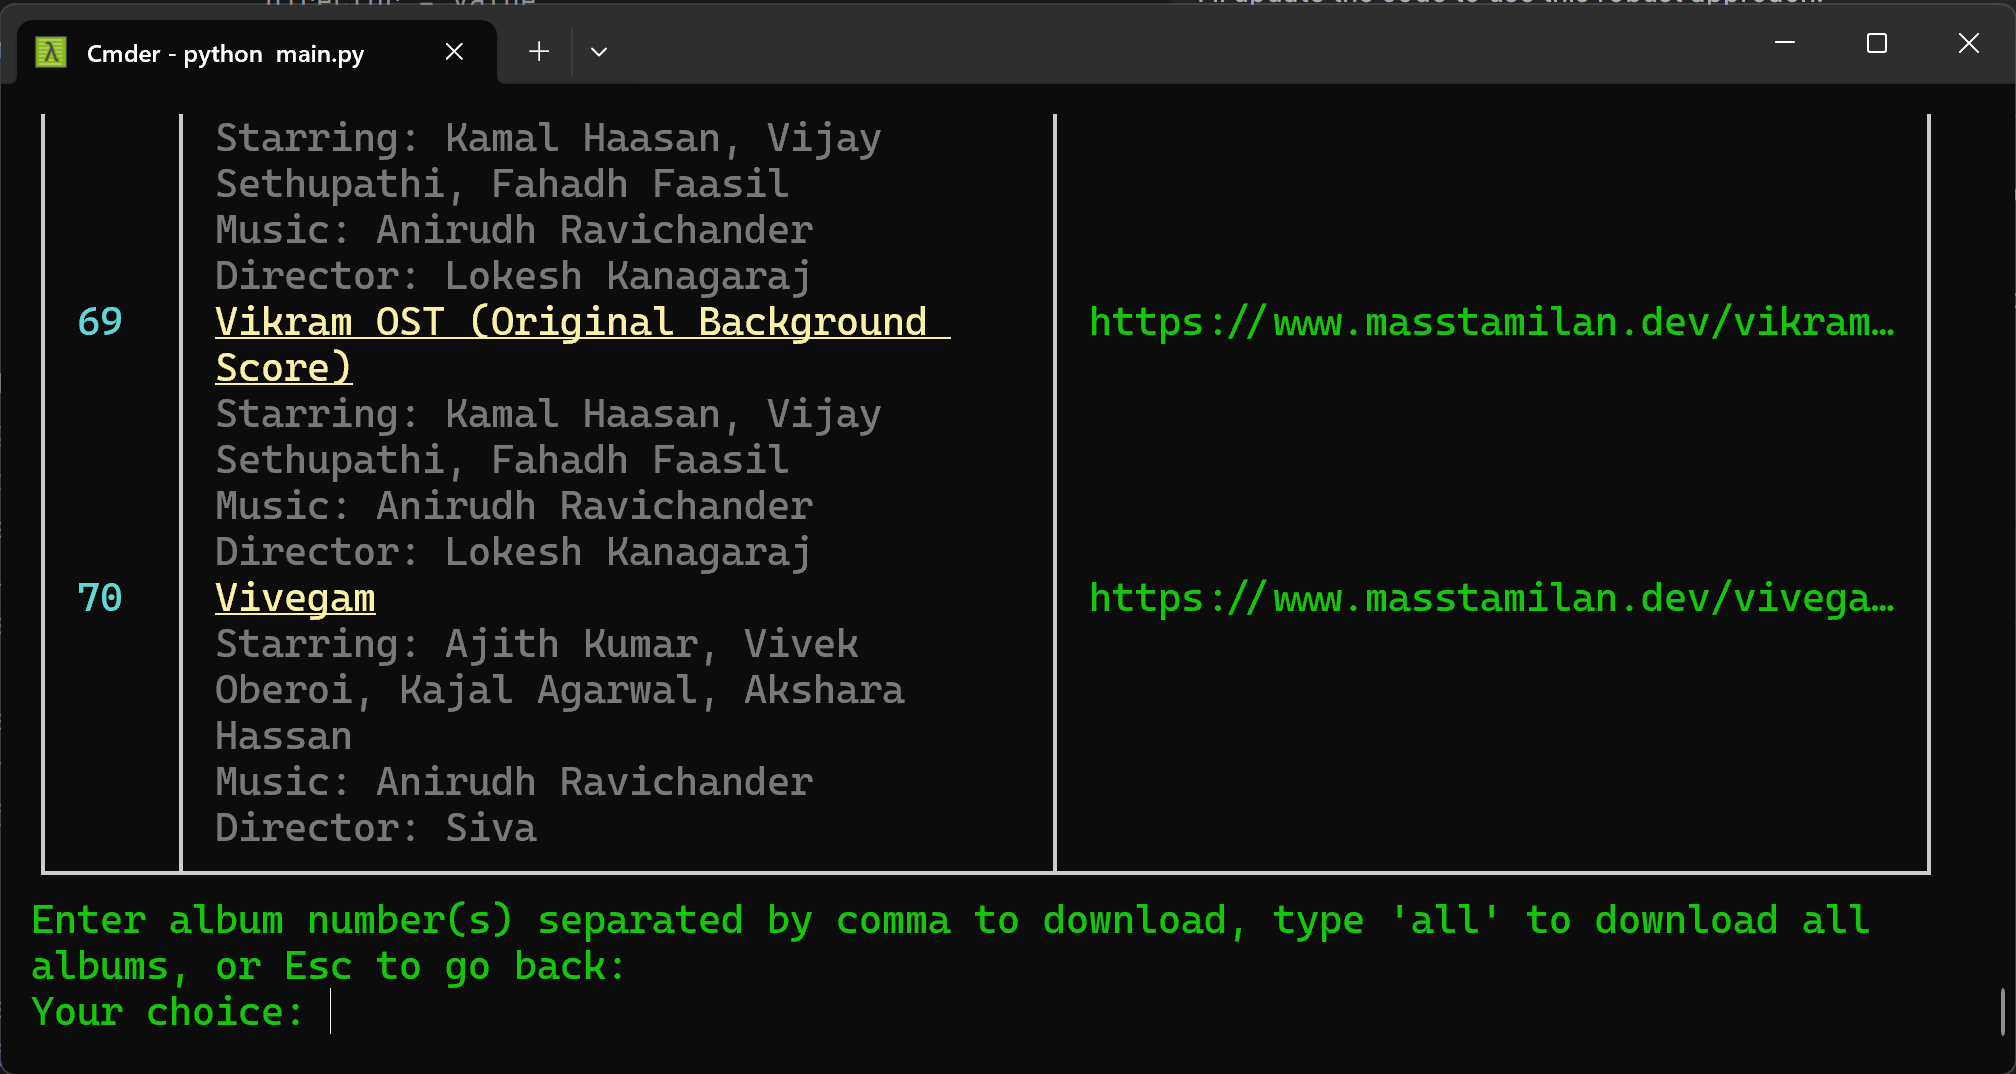 Cmder - python  main.py
Starring: Kamal Haasan, Vijay
Sethupathi, Fahadh Faasil
Music: Anirudh Ravichander
Director: Lokesh Kanagaraj
69 Vikram OST (Original Background https://www.masstamilan.dev/vikram…
Score)
Starring: Kamal Haasan, Vijay
Sethupathi, Fahadh Faasil
Music: Anirudh Ravichander
Director: Lokesh Kanagaraj
70 Vivegam https://www.masstamilan.dev/vivega…
Starring: Ajith Kumar, Vivek
Oberoi, Kajal Agarwal, Akshara
Hassan
Music: Anirudh Ravichander
Director: Siva
Enter album number(s) separated by comma to download, type 'all' to download all
albums, or Esc to go back:
Your choice: